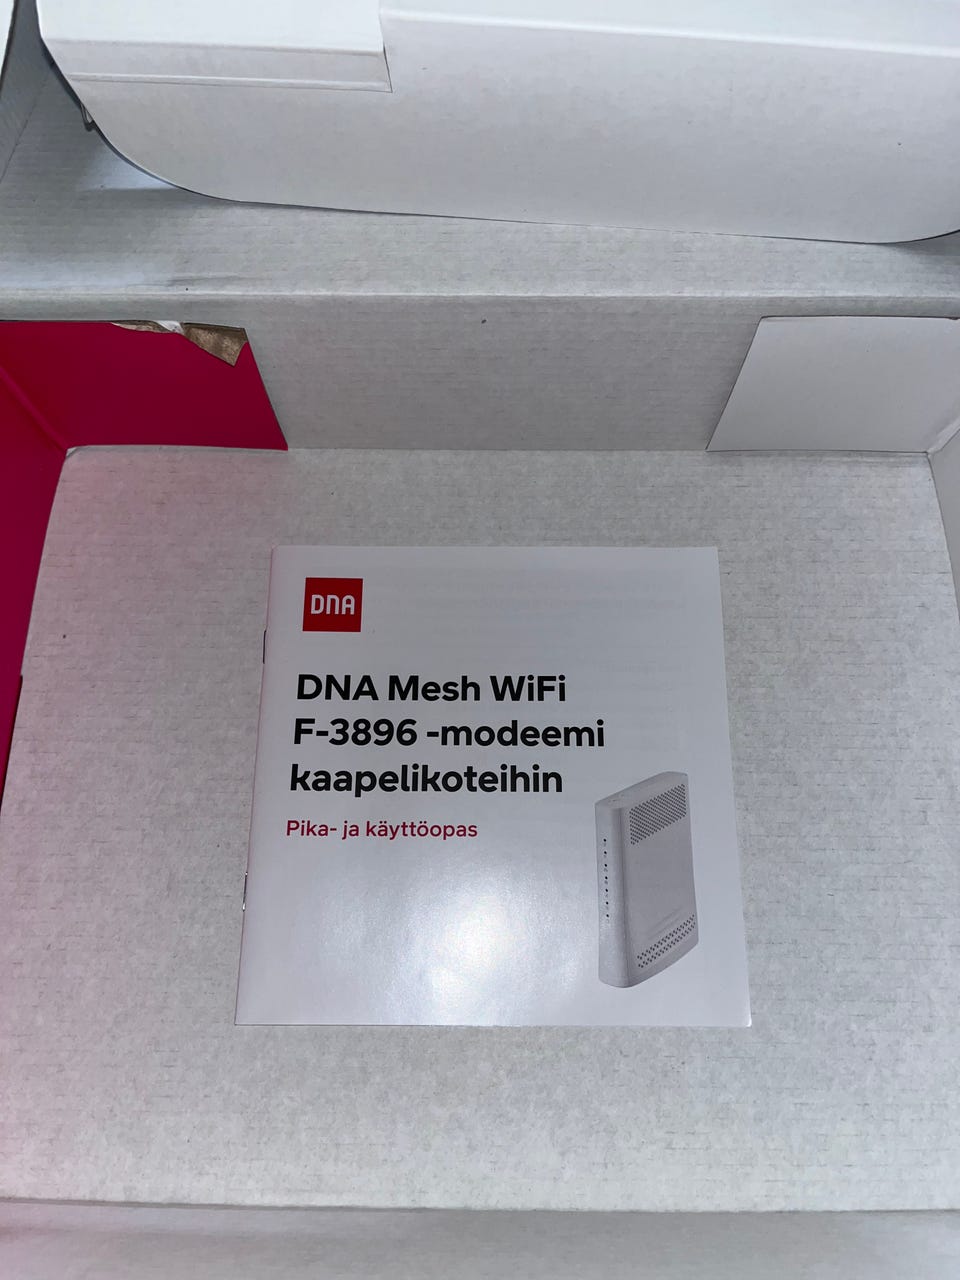 DNA
DNA Mesh WiFi
F-3896 -modeemi
kaapelikoteihin
Pika- ja käyttöopas